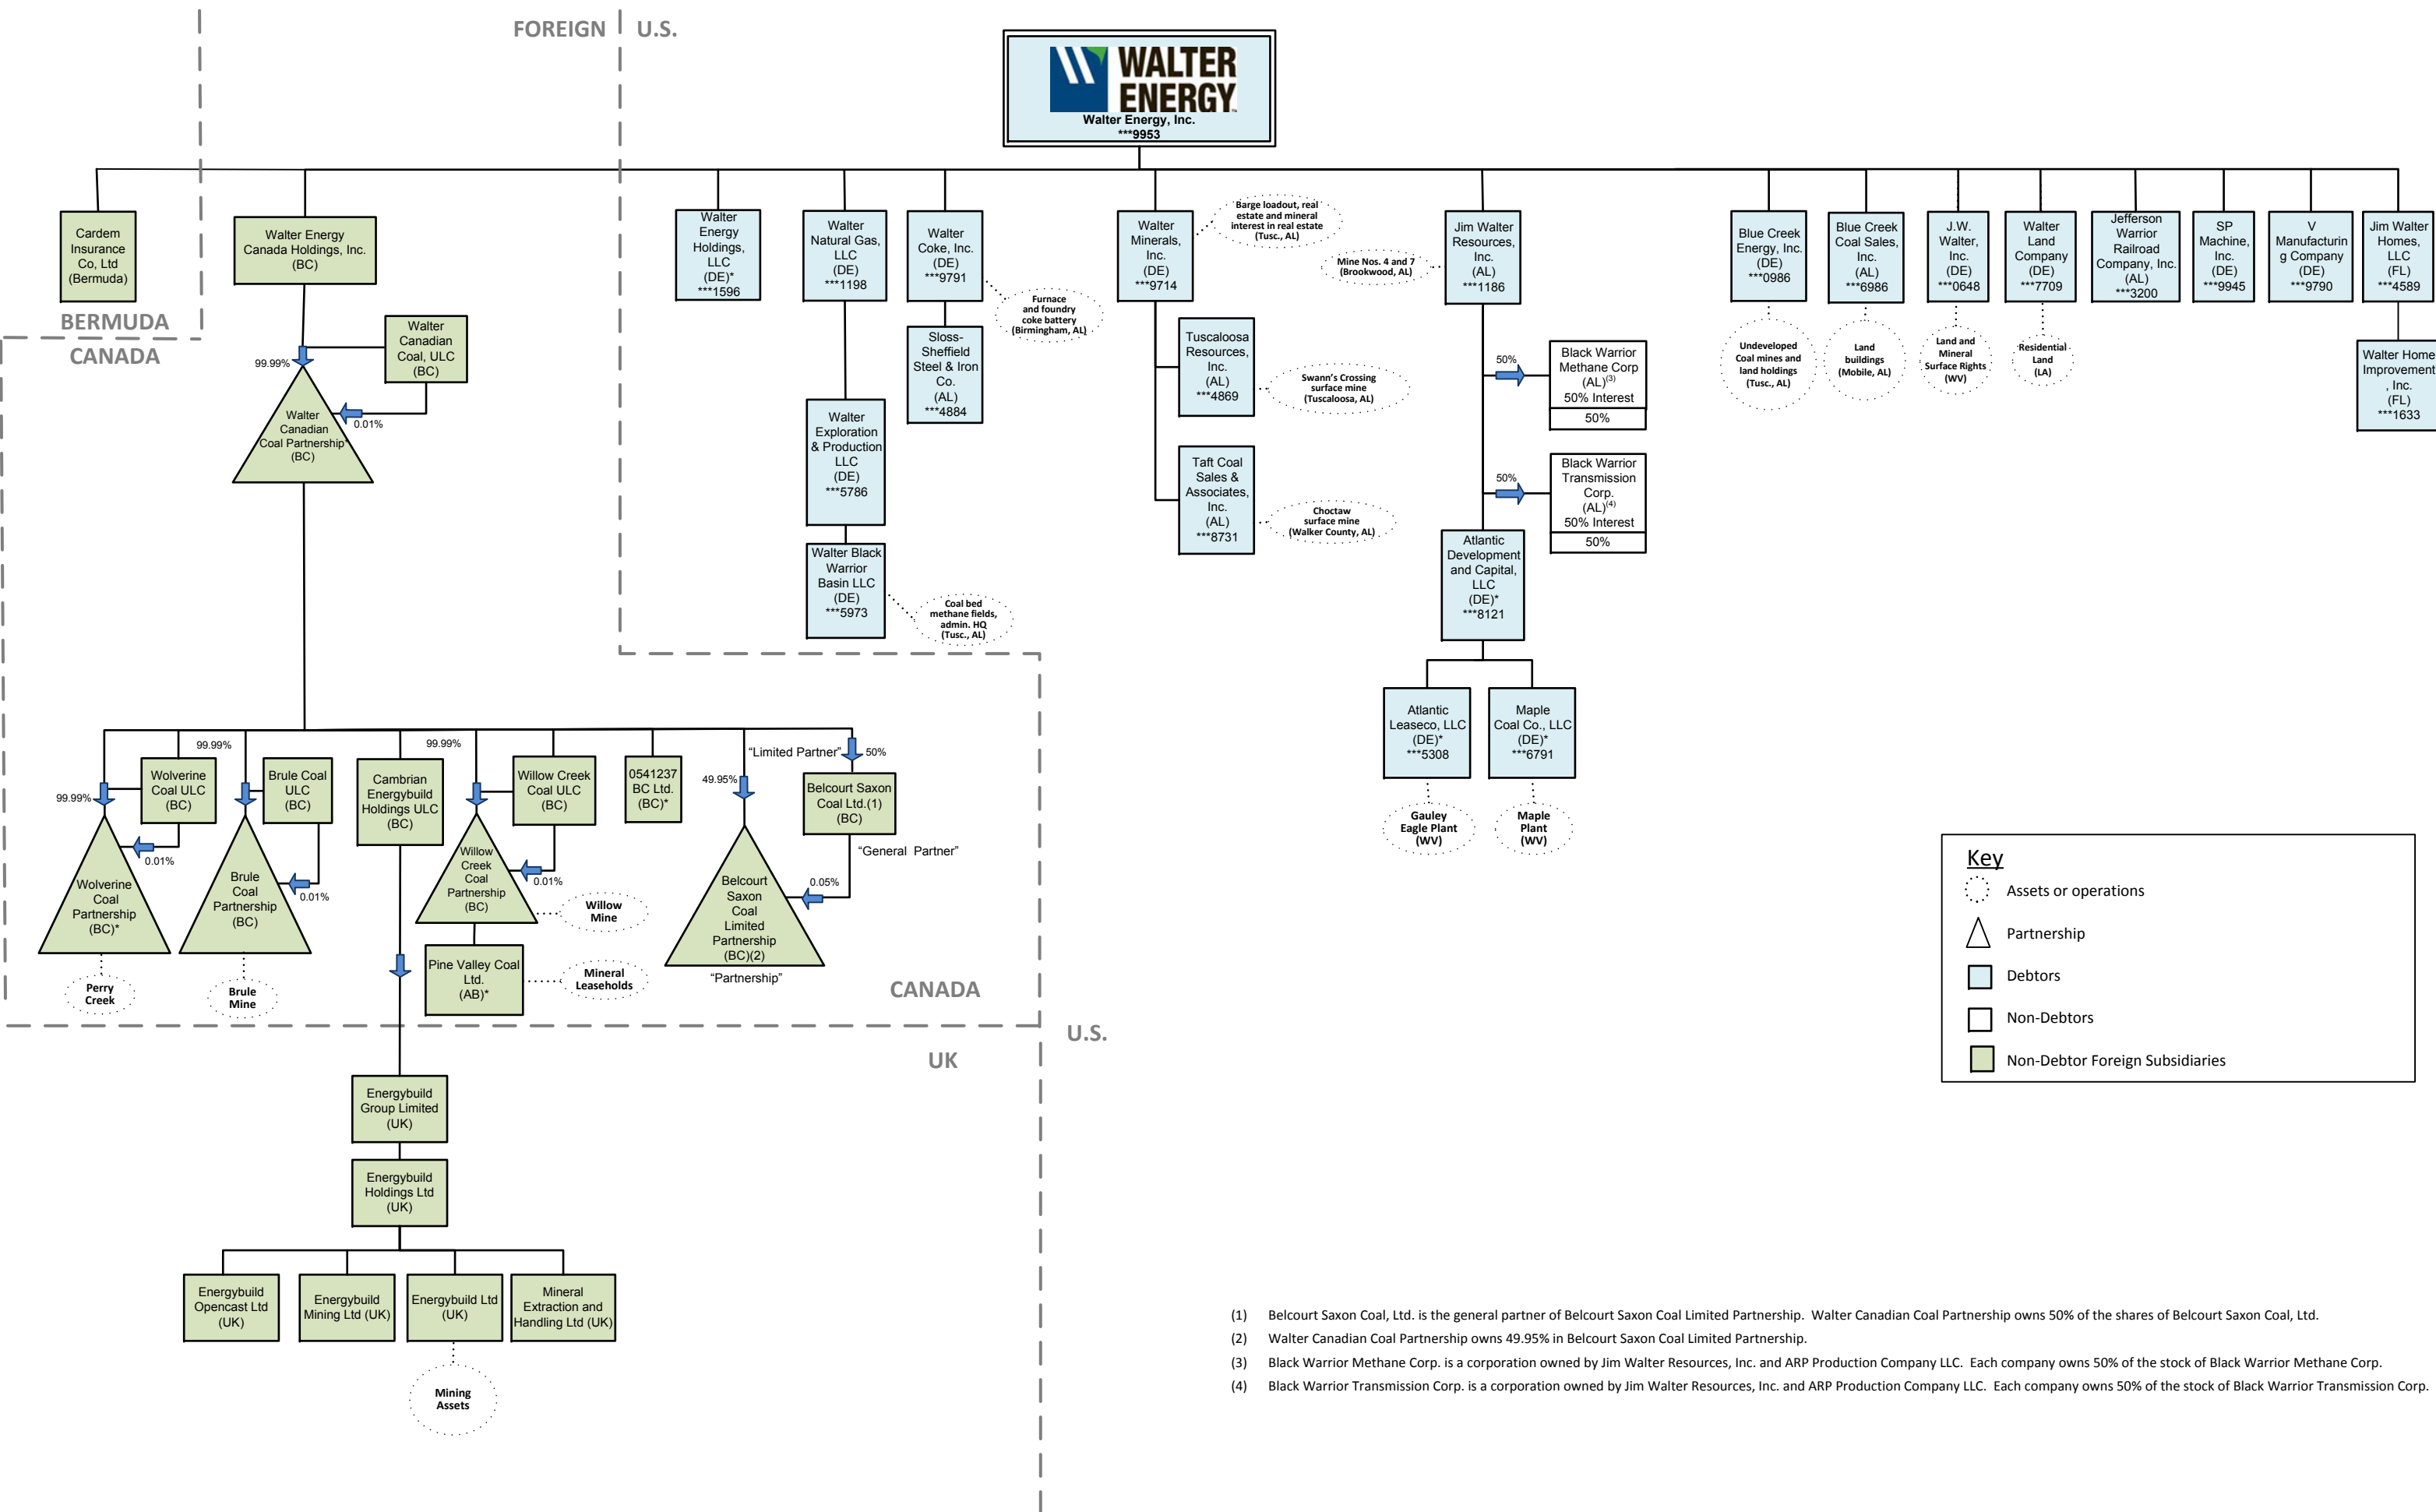 FOREIGN
U.S.
WALTER
ENERGY
Walter Energy, Inc.
***9953
Cardem
Insurance
Co, Ltd
(Bermuda)
BERMUDA
CANADA
Walter Energy
Canada Holdings, Inc.
(BC)
Walter
Canadian
Coal, ULC
(BC)
99.99%
0.01%
Walter
Canadian
Coal Partnership*
(BC)
Walter
Energy
Holdings,
LLC
(DE)*
***1596
Walter
Natural Gas,
LLC
(DE)
***1198
Walter
Exploration
& Production
LLC
(DE)
***5786
Walter Black
Warrior
Basin LLC
(DE)
***5973
Coal bed
methane fields,
admin. HQ
(Tusc., AL)
Walter
Coke, Inc.
(DE)
***9791
Furnace
and foundry
coke battery
(Birmingham, AL)
Sloss-
Sheffield
Steel & Iron
Co.
(AL)
***4884
Walter
Minerals,
Inc.
(DE)
***9714
Barge loadout, real
estate and mineral
interest in real estate
(Tusc., AL)
Tuscaloosa
Resources,
Inc.
(AL)
***4869
Swann's Crossing
surface mine
(Tuscaloosa, AL)
Taft Coal
Sales &
Associates,
Inc.
(AL)
***8731
Choctaw
surface mine
(Walker County, AL)
Jim Walter
Resources,
Inc.
(AL)
***1186
Mine Nos. 4 and 7
(Brookwood, AL)
50%
Black Warrior
Methane Corp
(AL)(3)
50% Interest
50%
50%
Black Warrior
Transmission
Corp.
(AL)(4)
50% Interest
50%
Atlantic
Development
and Capital,
LLC
(DE)*
***8121
Atlantic
Leaseco, LLC
(DE)*
***5308
Gauley
Eagle Plant
(WV)
Maple
Coal Co., LLC
(DE)*
***6791
Maple
Plant
(WV)
Blue Creek
Energy, Inc.
(DE)
***0986
Undeveloped
Coal mines and
land holdings
(Tusc., AL)
Blue Creek
Coal Sales,
Inc.
(AL)
***6986
Land
buildings
(Mobile, AL)
J.W.
Walter,
Inc.
(DE)
***0648
Land and
Mineral
Surface Rights
(WV)
Walter
Land
Company
(DE)
***7709
Residential
Land
(LA)
Jefferson
Warrior
Railroad
Company, Inc.
(AL)
***3200
SP
Machine,
Inc.
(DE)
***9945
V
Manufacturin
g Company
(DE)
***9790
Jim Walter
Homes,
LLC
(FL)
***4589
Walter Home
Improvement
, Inc.
(FL)
***1633
99.99%
Wolverine
Coal ULC
(BC)
0.01%
Wolverine
Coal
Partnership
(BC)*
Perry
Creek
99.99%
Brule Coal
ULC
(BC)
0.01%
Brule
Coal
Partnership
(BC)
Brule
Mine
Cambrian
Energybuild
Holdings ULC
(BC)
99.99%
Willow Creek
Coal ULC
(BC)
0.01%
Willow
Creek
Coal
Partnership
(BC)
Willow
Mine
Pine Valley Coal
Ltd.
(AB)*
Mineral
Leaseholds
0541237
BC Ltd.
(BC)*
"Limited Partner"
50%
49.95%
Belcourt Saxon
Coal Ltd.(1)
(BC)
"General Partner"
0.05%
Belcourt
Saxon
Coal
Limited
Partnership
(BC)(2)
"Partnership"
CANADA
U.S.
UK
Energybuild
Group Limited
(UK)
Energybuild
Holdings Ltd
(UK)
Energybuild
Opencast Ltd
(UK)
Energybuild
Mining Ltd (UK)
Energybuild Ltd
(UK)
Mineral
Extraction and
Handling Ltd (UK)
Mining
Assets
Key
Assets or operations
Partnership
Debtors
Non-Debtors
Non-Debtor Foreign Subsidiaries
(1) Belcourt Saxon Coal, Ltd. is the general partner of Belcourt Saxon Coal Limited Partnership. Walter Canadian Coal Partnership owns 50% of the shares of Belcourt Saxon Coal, Ltd.
(2) Walter Canadian Coal Partnership owns 49.95% in Belcourt Saxon Coal Limited Partnership.
(3) Black Warrior Methane Corp. is a corporation owned by Jim Walter Resources, Inc. and ARP Production Company LLC. Each company owns 50% of the stock of Black Warrior Methane Corp.
(4) Black Warrior Transmission Corp. is a corporation owned by Jim Walter Resources, Inc. and ARP Production Company LLC. Each company owns 50% of the stock of Black Warrior Transmission Corp.